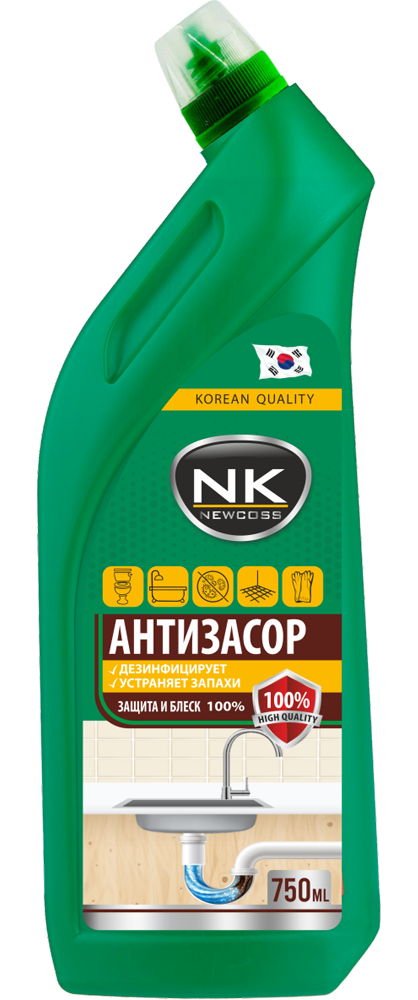 KOREAN QUALITY
NK
NEWCOSS
АНТИЗАСОР
✓ДЕЗИНФИЦИРУЕТ
✓УСТРАНЯЕТ ЗАПАХИ
ЗАЩИТА И БЛЕСК 100%
100%
HIGH QUALITY
750ML